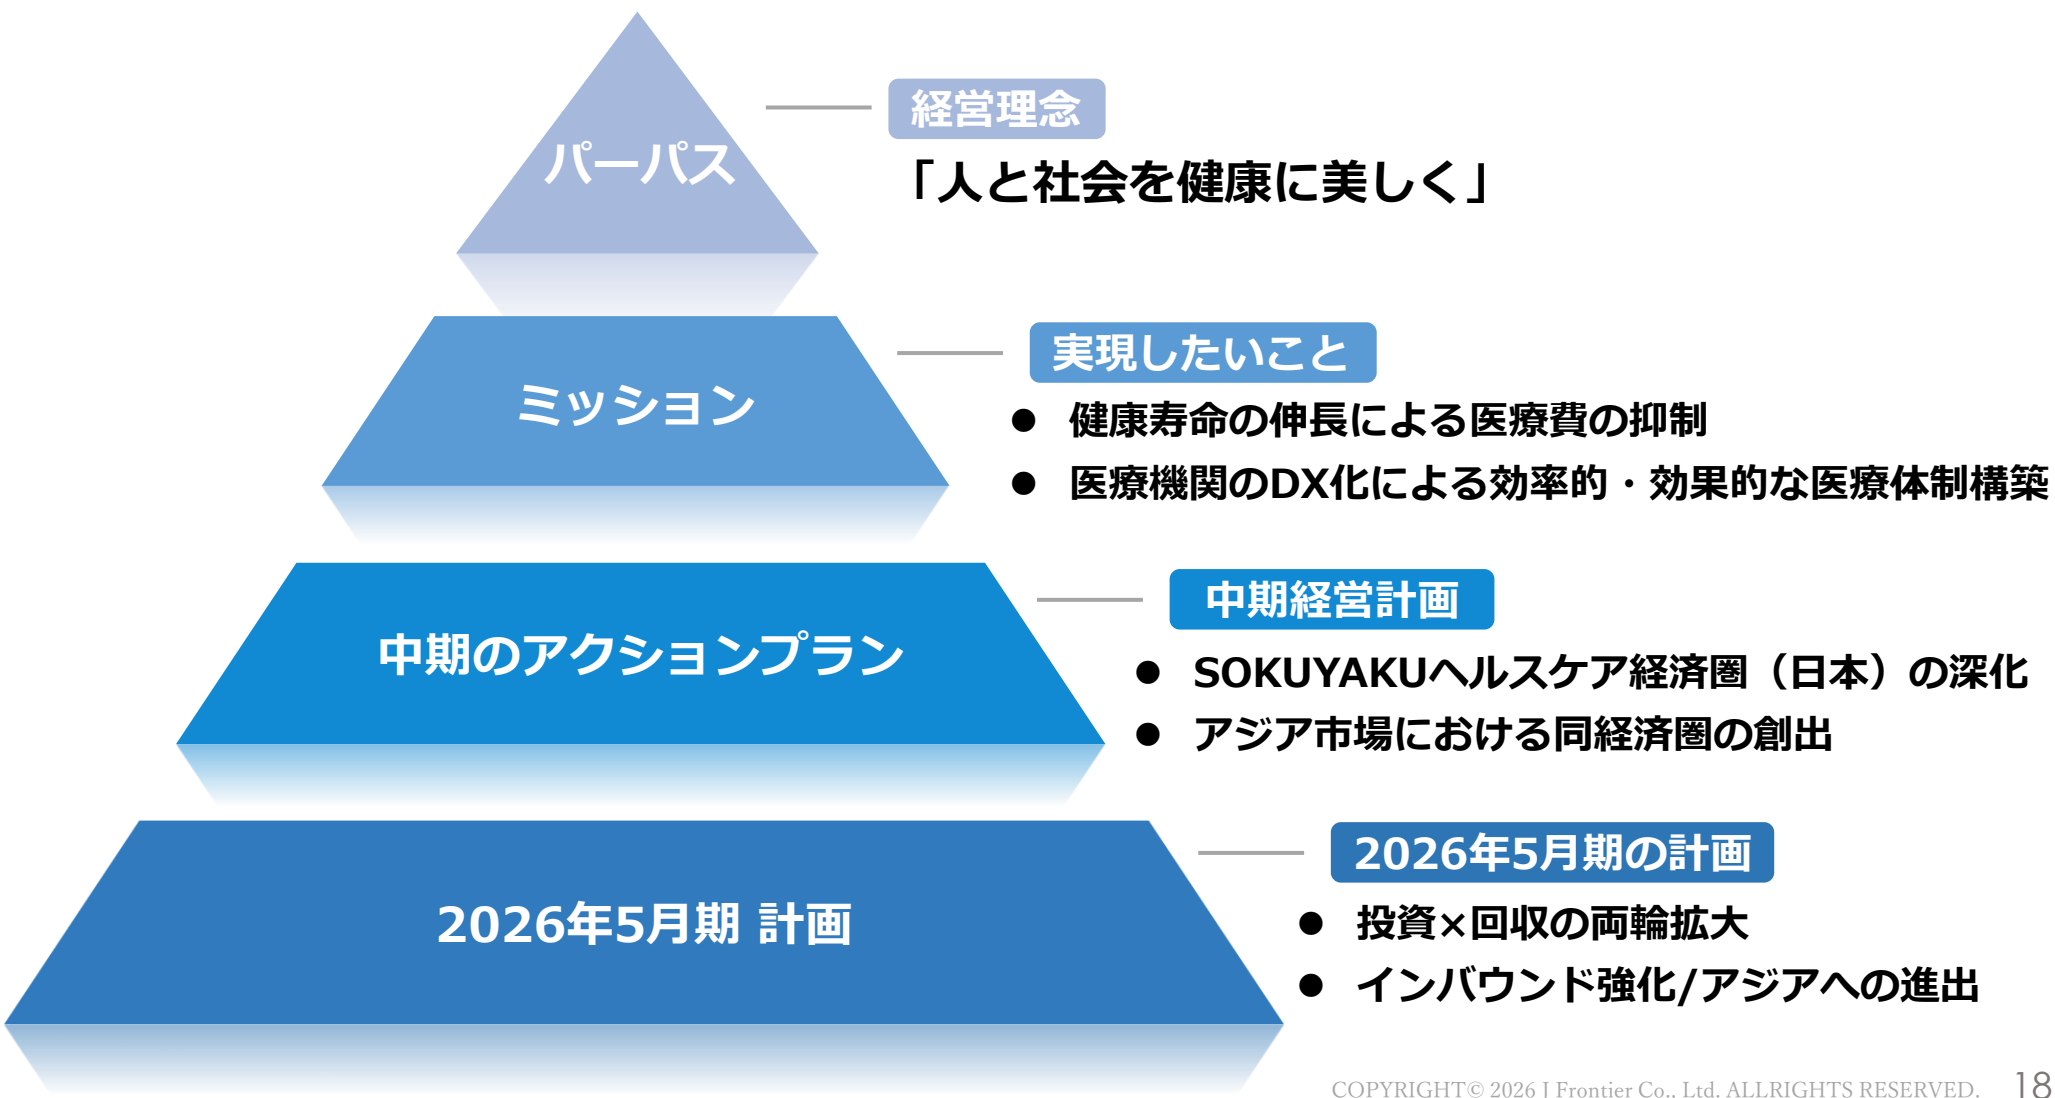 パーパス
経営理念
「人と社会を健康に美しく」
ミッション
実現したいこと
● 健康寿命の伸長による医療費の抑制
● 医療機関のDX化による効率的・効果的な医療体制構築
中期のアクションプラン
中期経営計画
● SOKUYAKUヘルスケア経済圏（日本）の深化
● アジア市場における同経済圏の創出
2026年5月期 計画
2026年5月期の計画
● 投資×回収の両輪拡大
● インバウンド強化/アジアへの進出
COPYRIGHT© 2026 J Frontier Co., Ltd. ALLRIGHTS RESERVED.
18